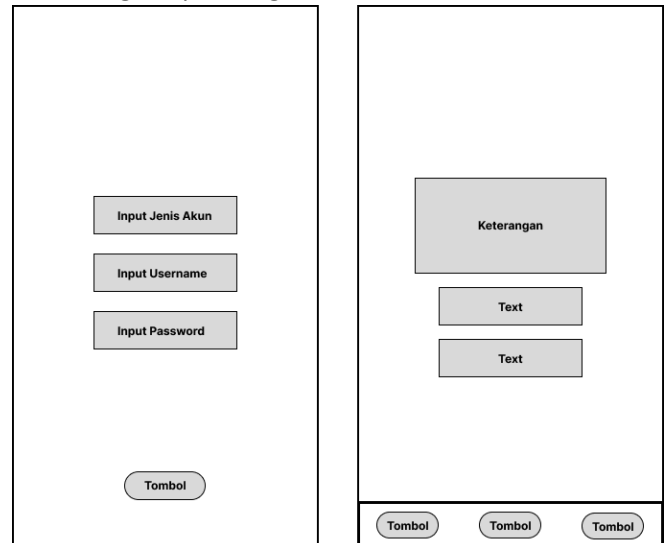 Input Jenis Akun
Input Username
Input Password
Tombol
Keterangan
Text
Text
Tombol
Tombol
Tombol